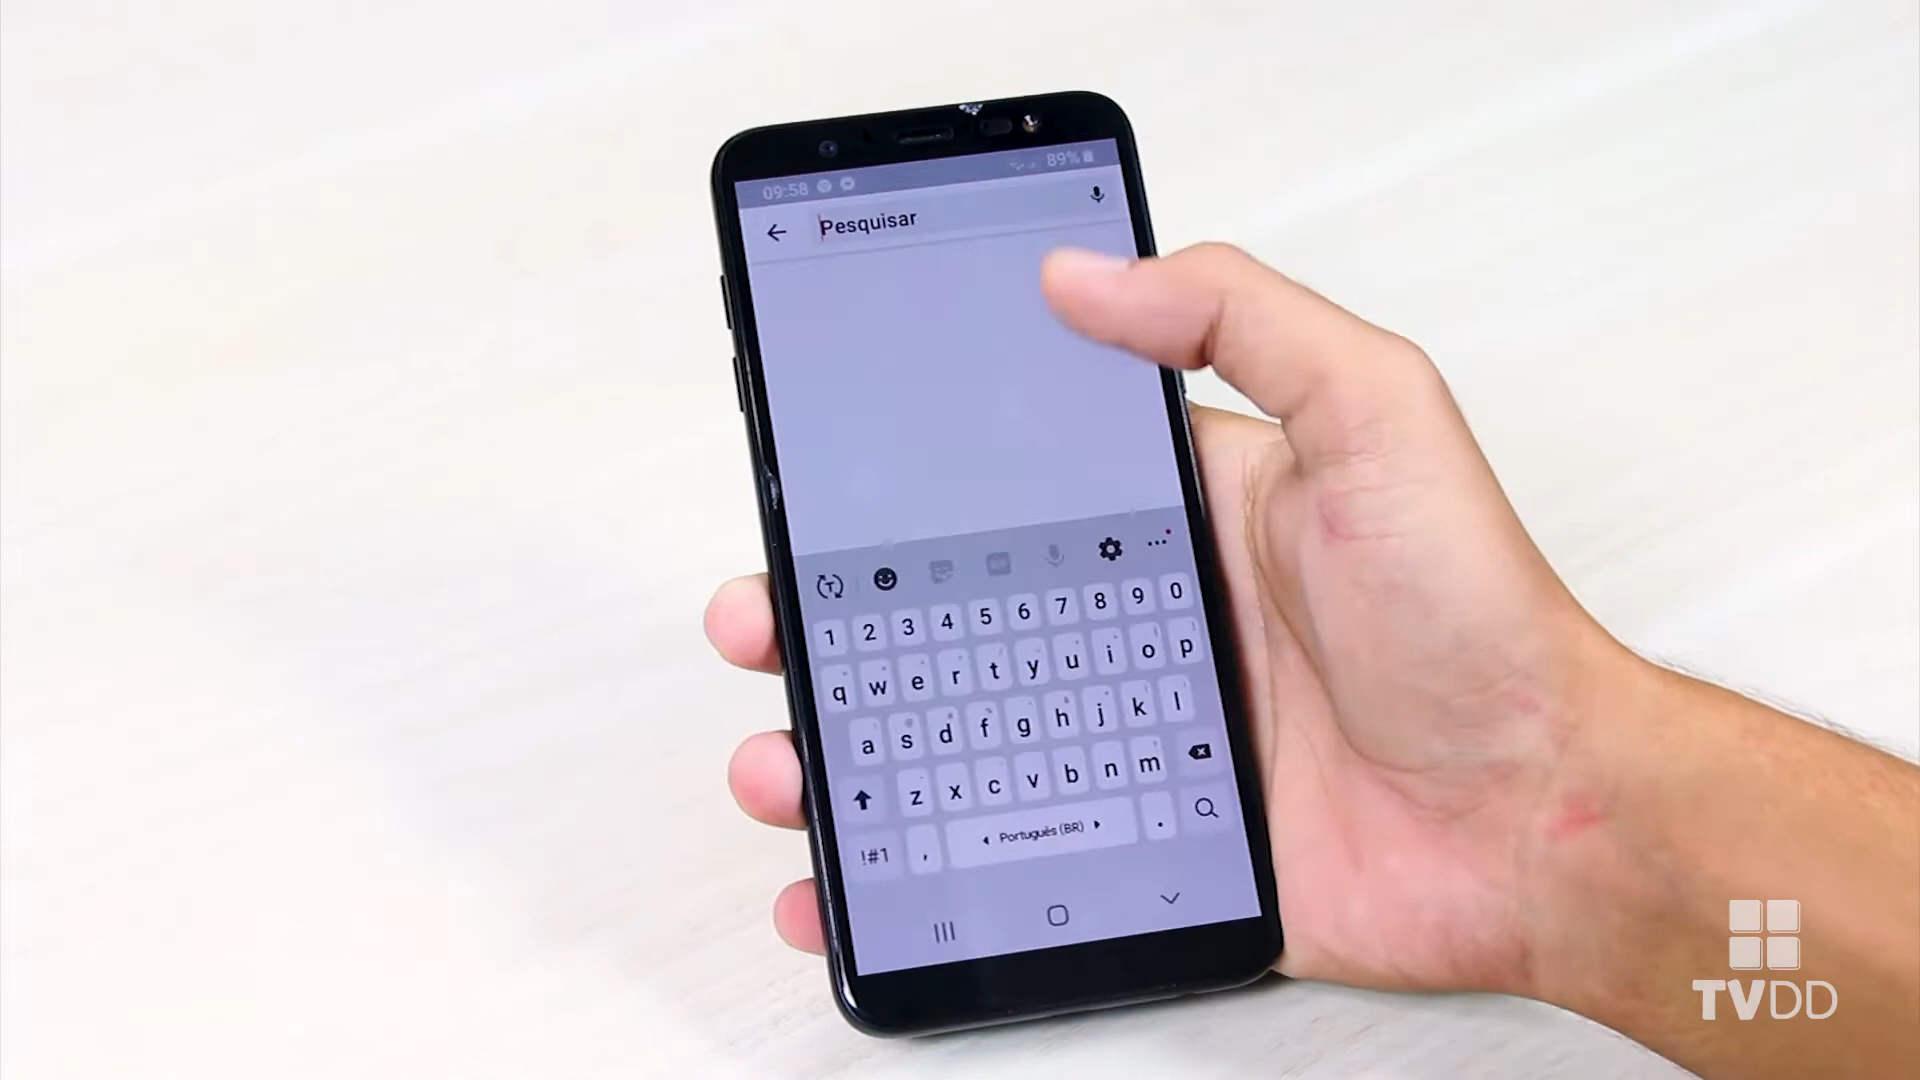 09:58 89%
Pesquisar
1 2 3 4 5 6 7 8 9 0
q w e r t y u i o p
a s d f g h j k l
z x c v b n m
!#1 , Português (BR) .
TVDD